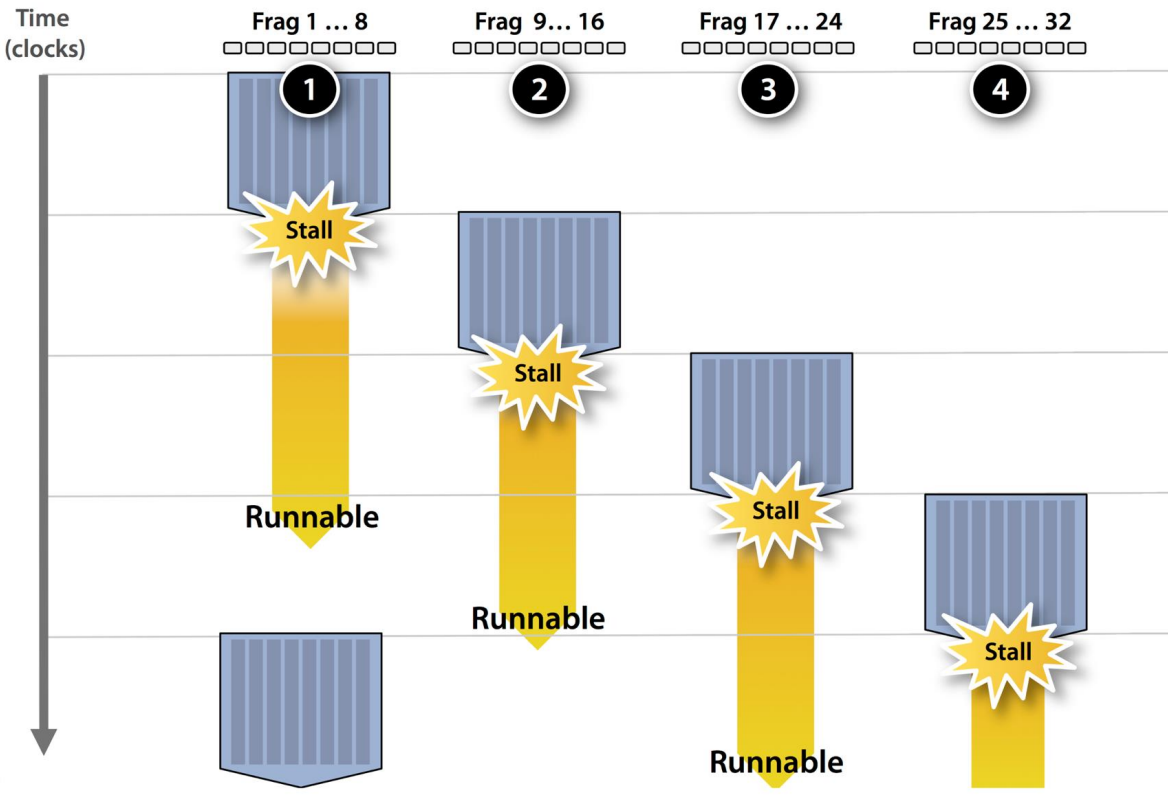 Time
(clocks)
Frag 1 … 8
Frag 9… 16
Frag 17 … 24
Frag 25 … 32
1
2
3
4
Stall
Stall
Stall
Runnable
Runnable
Stall
Runnable